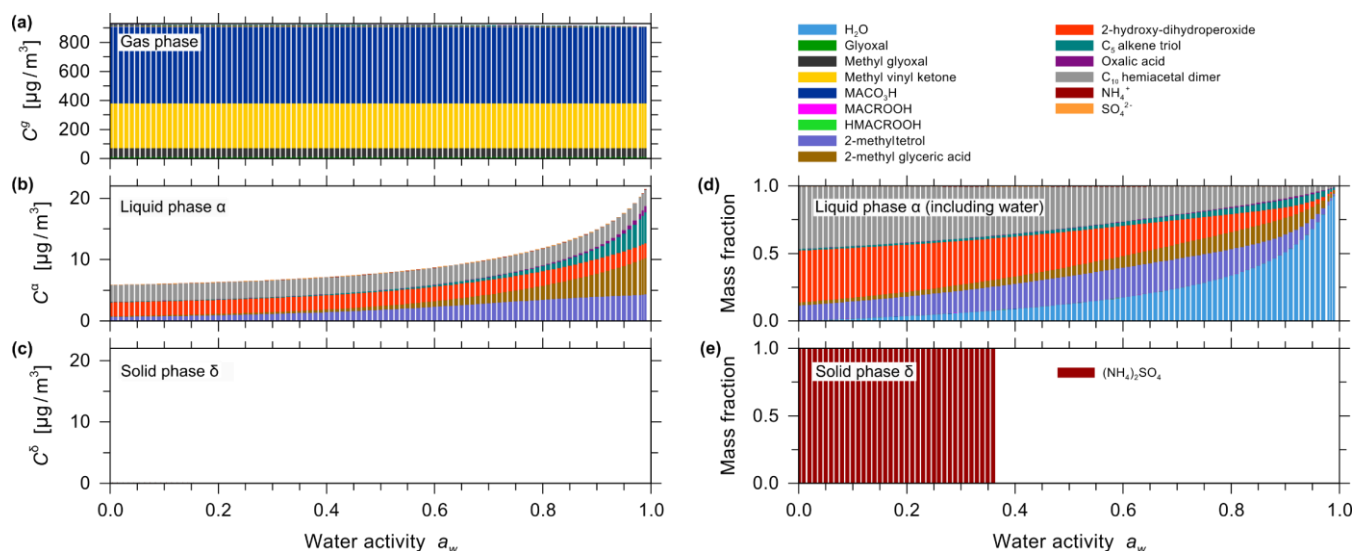 (a)
Gas phase
C^g [µg/m³]
800
600
400
200
0
(b)
Liquid phase α
C^α [µg/m³]
20
10
0
(c)
Solid phase δ
C^δ [µg/m³]
20
10
0
0.0 0.2 0.4 0.6 0.8 1.0
Water activity a_w
H₂O
Glyoxal
Methyl glyoxal
Methyl vinyl ketone
MACO₃H
MACROOH
HMACROOH
2-methyltetrol
2-methyl glyceric acid
2-hydroxy-dihydroperoxide
C₅ alkene triol
Oxalic acid
C₁₀ hemiacetal dimer
NH₄⁺
SO₄²⁻
(d)
Liquid phase α (including water)
Mass fraction
1.0
0.5
0.0
(e)
Solid phase δ
(NH₄)₂SO₄
Mass fraction
1.0
0.5
0.0
0.0 0.2 0.4 0.6 0.8 1.0
Water activity a_w